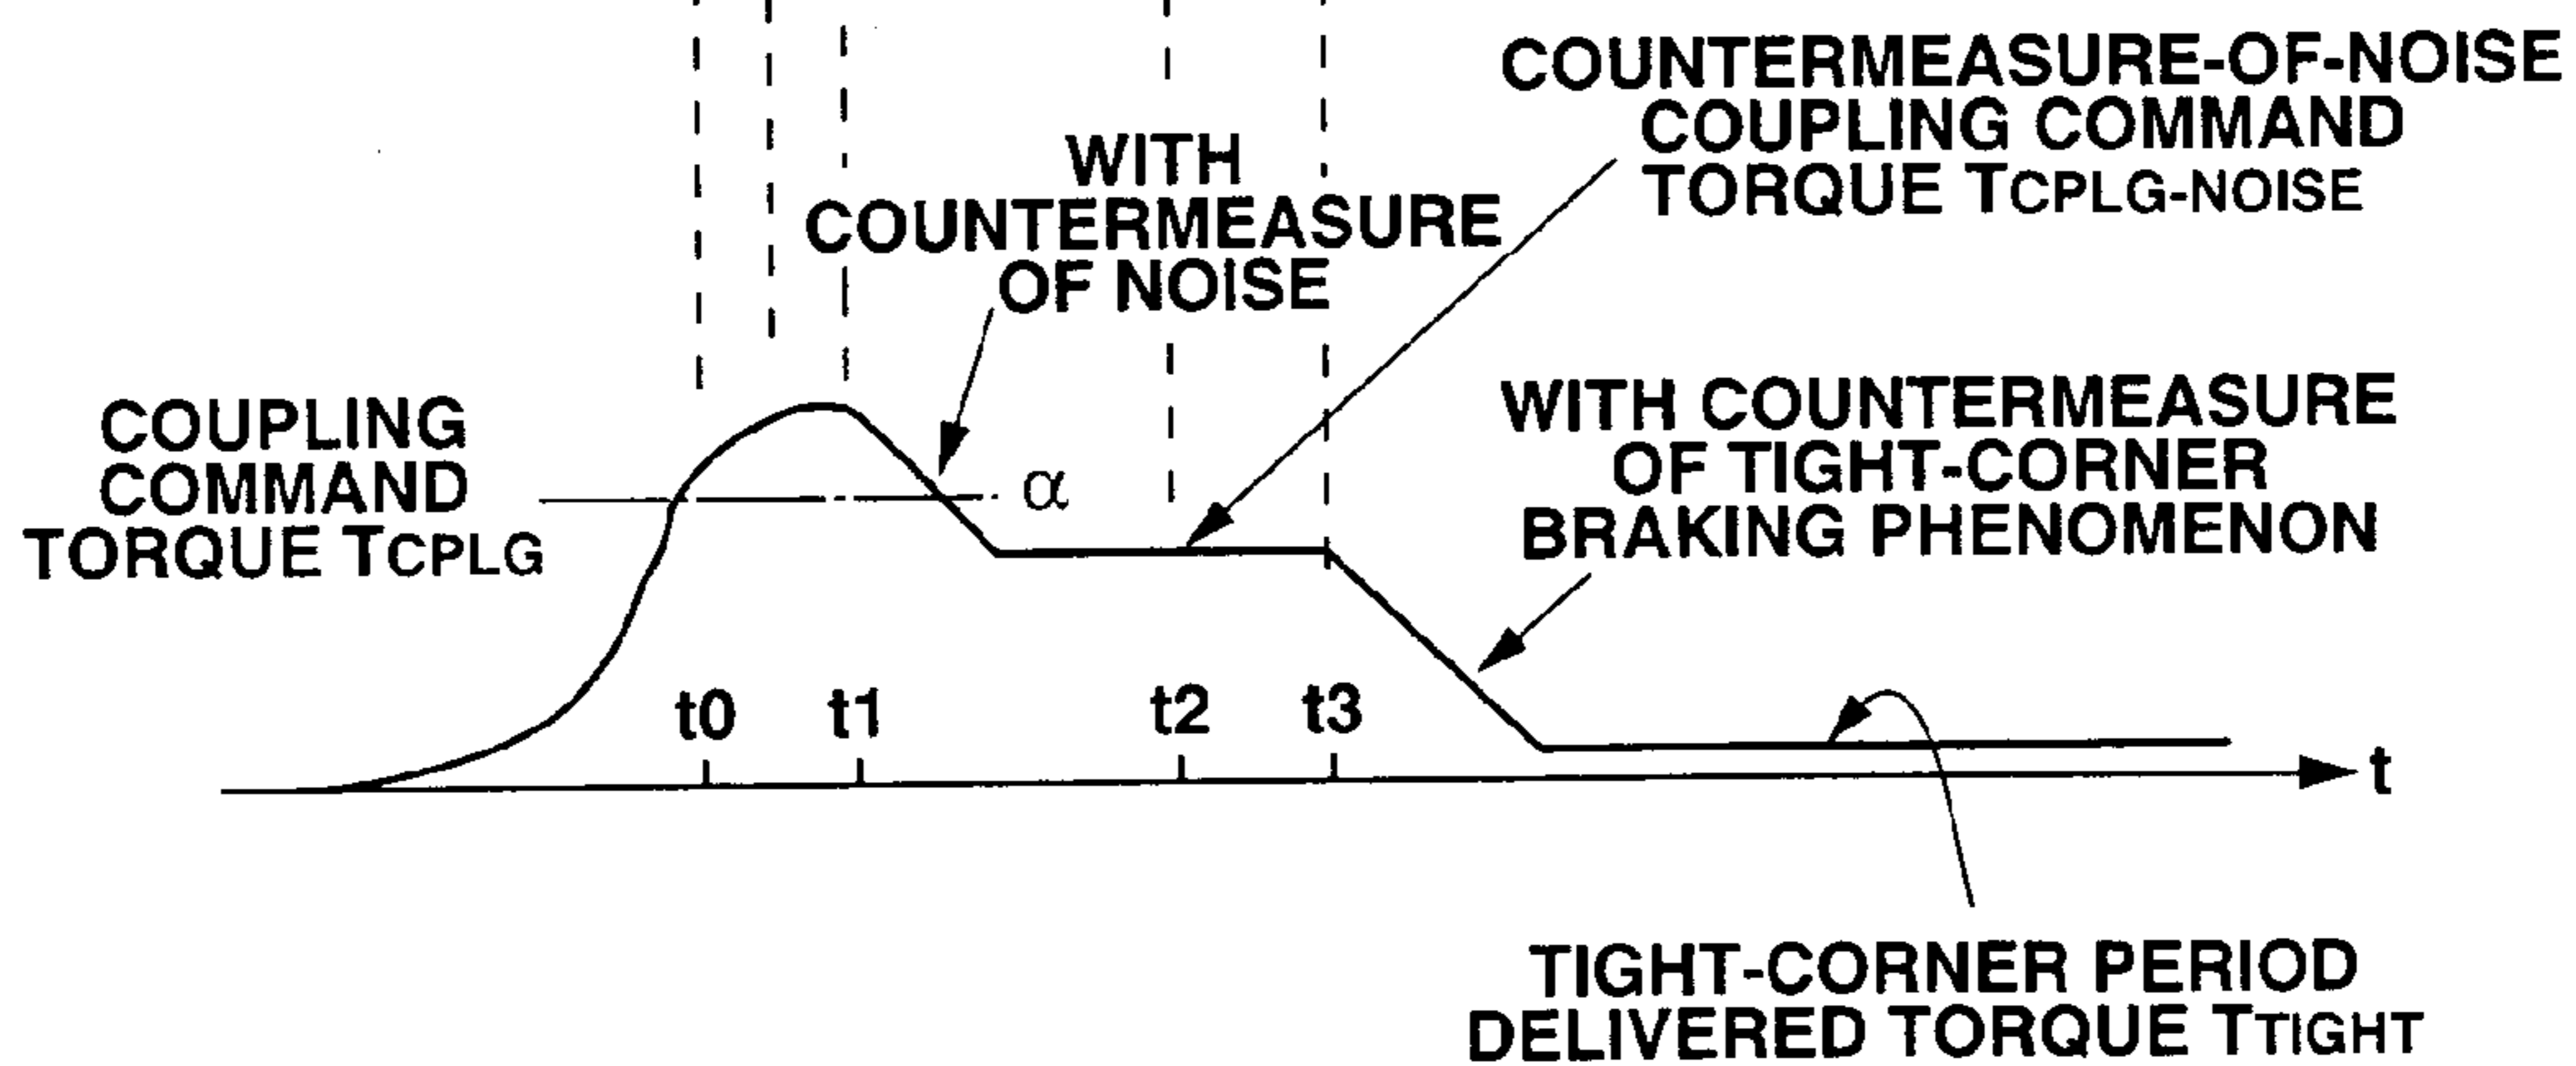 COUNTERMEASURE-OF-NOISE
COUPLING COMMAND
TORQUE TCPLG-NOISE
WITH
COUNTERMEASURE
OF NOISE
COUPLING
COMMAND
TORQUE TCPLG
α
WITH COUNTERMEASURE
OF TIGHT-CORNER
BRAKING PHENOMENON
t0 t1 t2 t3
t
TIGHT-CORNER PERIOD
DELIVERED TORQUE TTIGHT